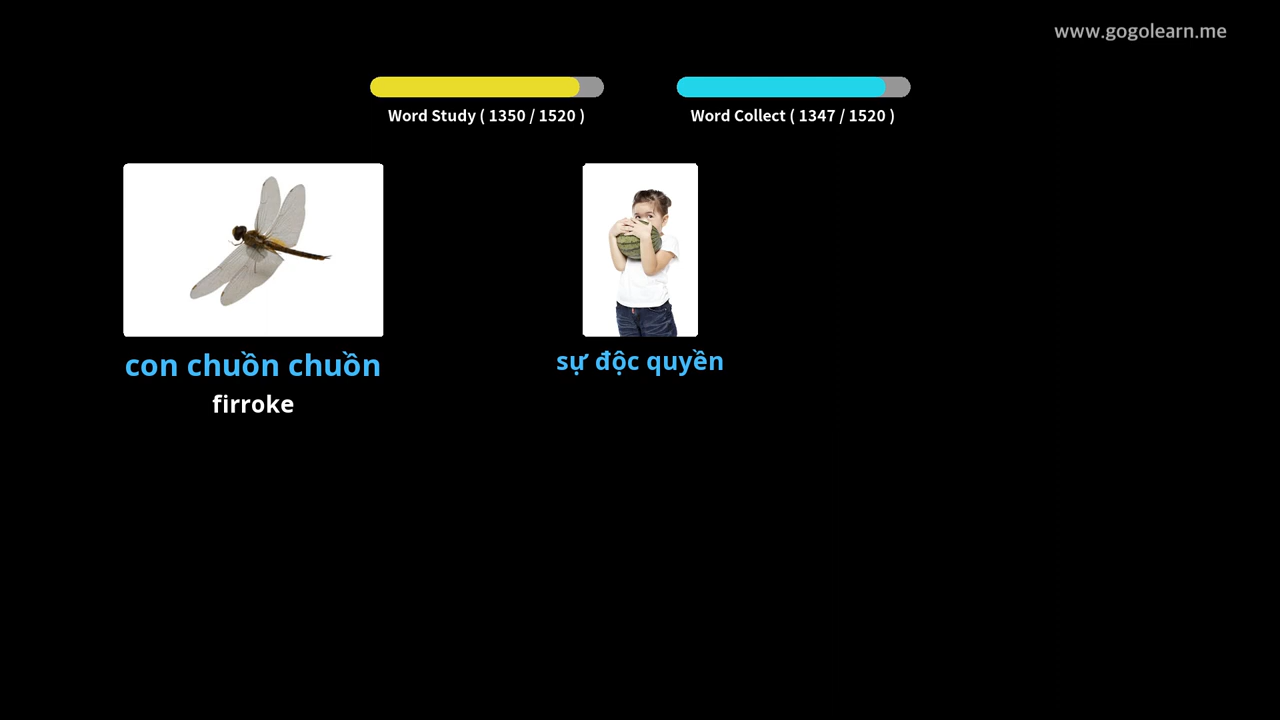 www.gogolearn.me
Word Study ( 1350 / 1520 )
Word Collect ( 1347 / 1520 )
con chuồn chuồn
firroke
sự độc quyền